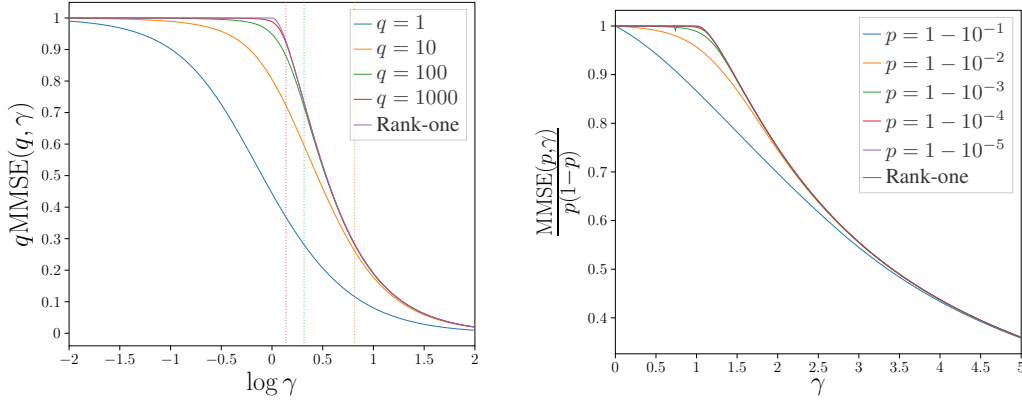 1
0.9
0.8
0.7
0.6
0.5
0.4
0.3
0.2
0.1
0
−2
−1.5
−1
−0.5
0
0.5
1
1.5
2
qMMSE(q, γ)
log γ
q = 1
q = 10
q = 100
q = 1000
Rank-one
1
0.9
0.8
0.7
0.6
0.5
0.4
0
0.5
1
1.5
2
2.5
3
3.5
4
4.5
5
MMSE(p,γ)
p(1−p)
γ
p = 1 − 10⁻¹
p = 1 − 10⁻²
p = 1 − 10⁻³
p = 1 − 10⁻⁴
p = 1 − 10⁻⁵
Rank-one